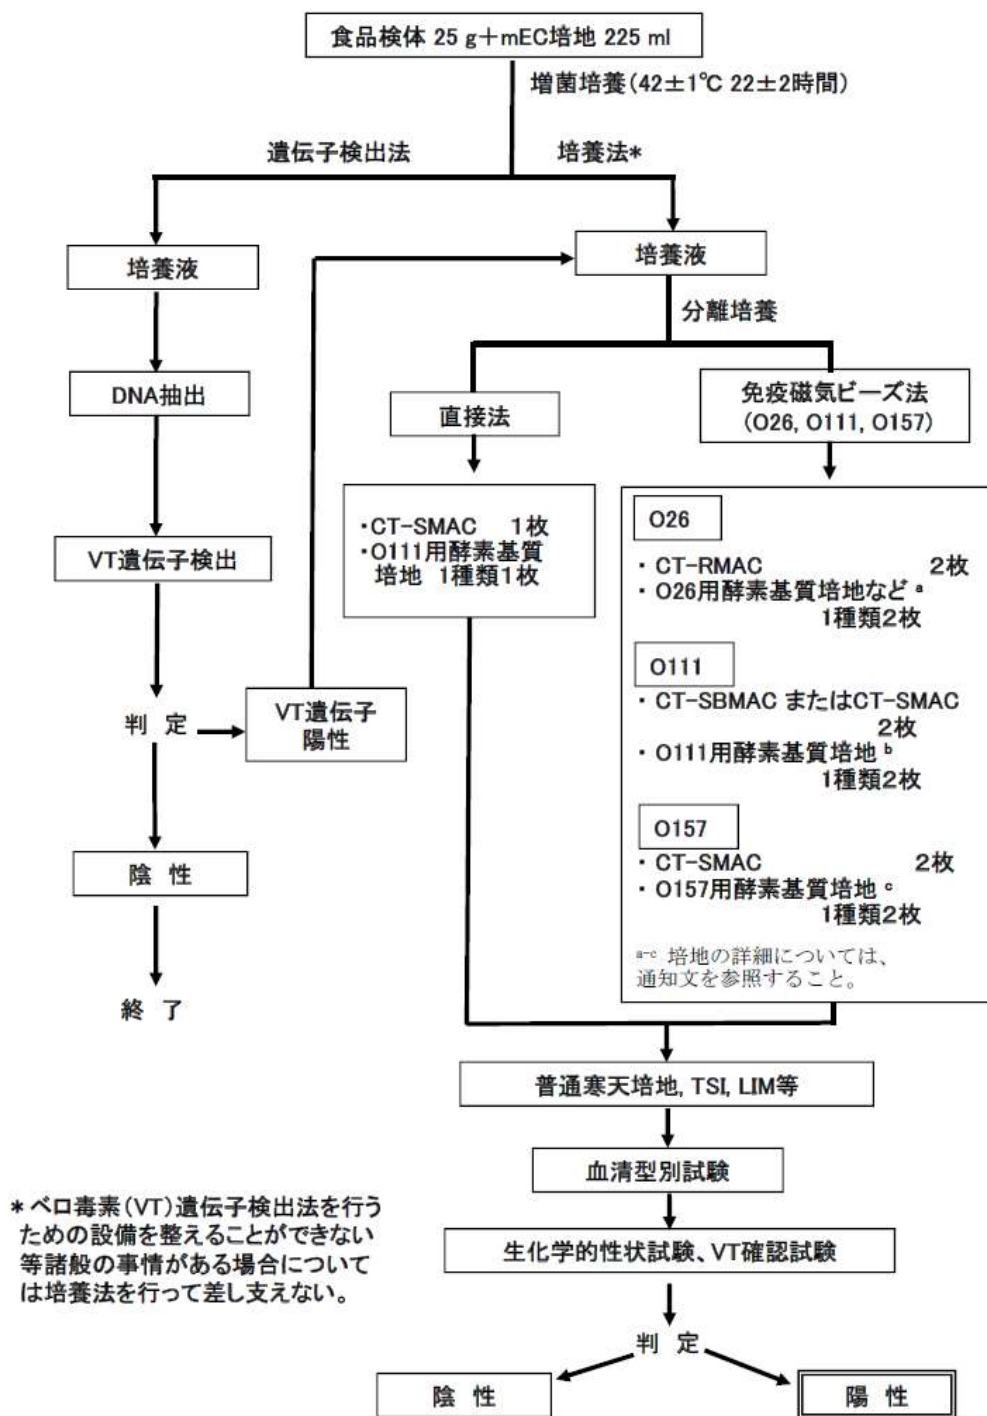 食品検体 25 g＋mEC培地 225 ml
増菌培養（42±1℃ 22±2時間）
遺伝子検出法
培養法*
培養液
培養液
分離培養
DNA抽出
直接法
免疫磁気ビーズ法
（O26, O111, O157）
VT遺伝子検出
・CT-SMAC 1枚
・O111用酵素基質
培地 1種類1枚
O26
・CT-RMAC 2枚
・O26用酵素基質培地など a
1種類2枚
O111
・CT-SBMAC またはCT-SMAC
2枚
・O111用酵素基質培地 b
1種類2枚
O157
・CT-SMAC 2枚
・O157用酵素基質培地 c
1種類2枚
a-c 培地の詳細については、
通知文を参照すること。
判 定
VT遺伝子
陽性
陰 性
終 了
普通寒天培地, TSI, LIM等
血清型別試験
生化学的性状試験、VT確認試験
判 定
陰 性
陽 性
* ベロ毒素（VT）遺伝子検出法を行う
ための設備を整えることができない
等諸般の事情がある場合について
は培養法を行って差し支えない。